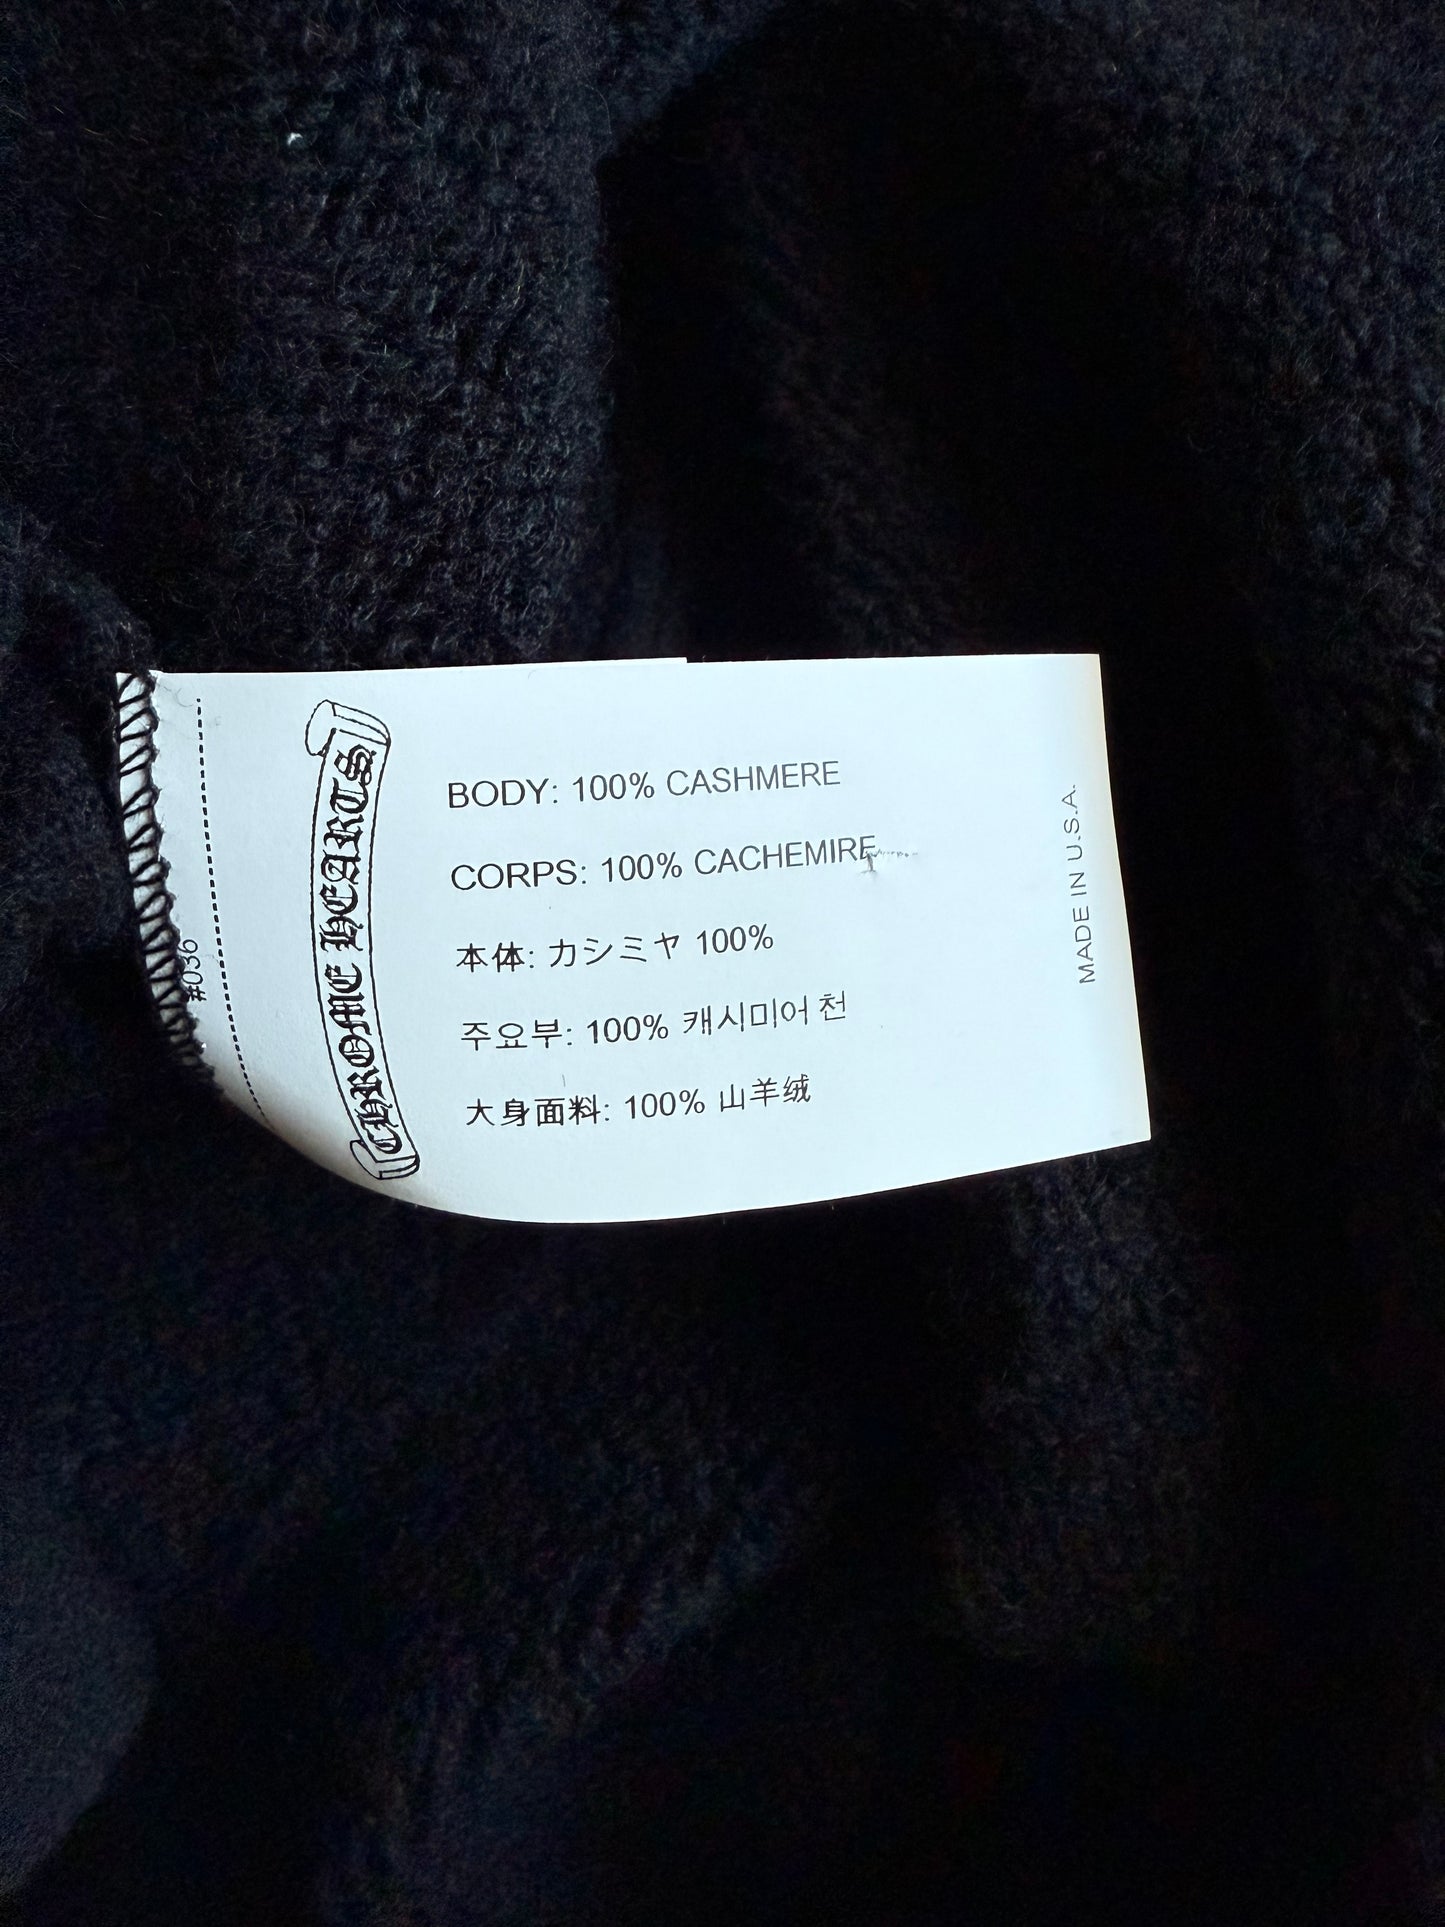 #036
CHROME HEARTS
BODY: 100% CASHMERE
CORPS: 100% CACHEMIRE
本体: カシミヤ 100%
주요부: 100% 캐시미어 천
大身面料: 100% 山羊绒
MADE IN U.S.A.